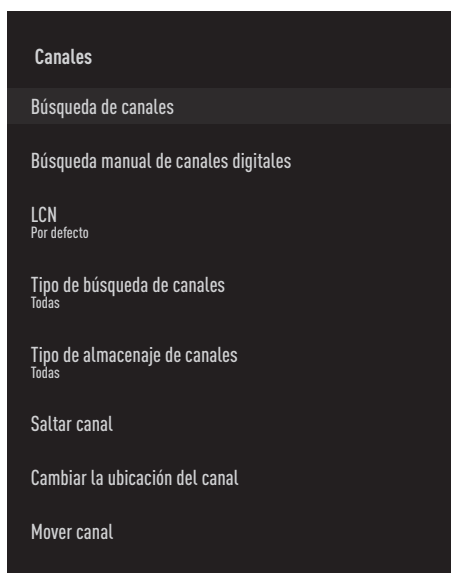 Canales
Búsqueda de canales
Búsqueda manual de canales digitales
LCN
Por defecto
Tipo de búsqueda de canales
Todas
Tipo de almacenaje de canales
Todas
Saltar canal
Cambiar la ubicación del canal
Mover canal